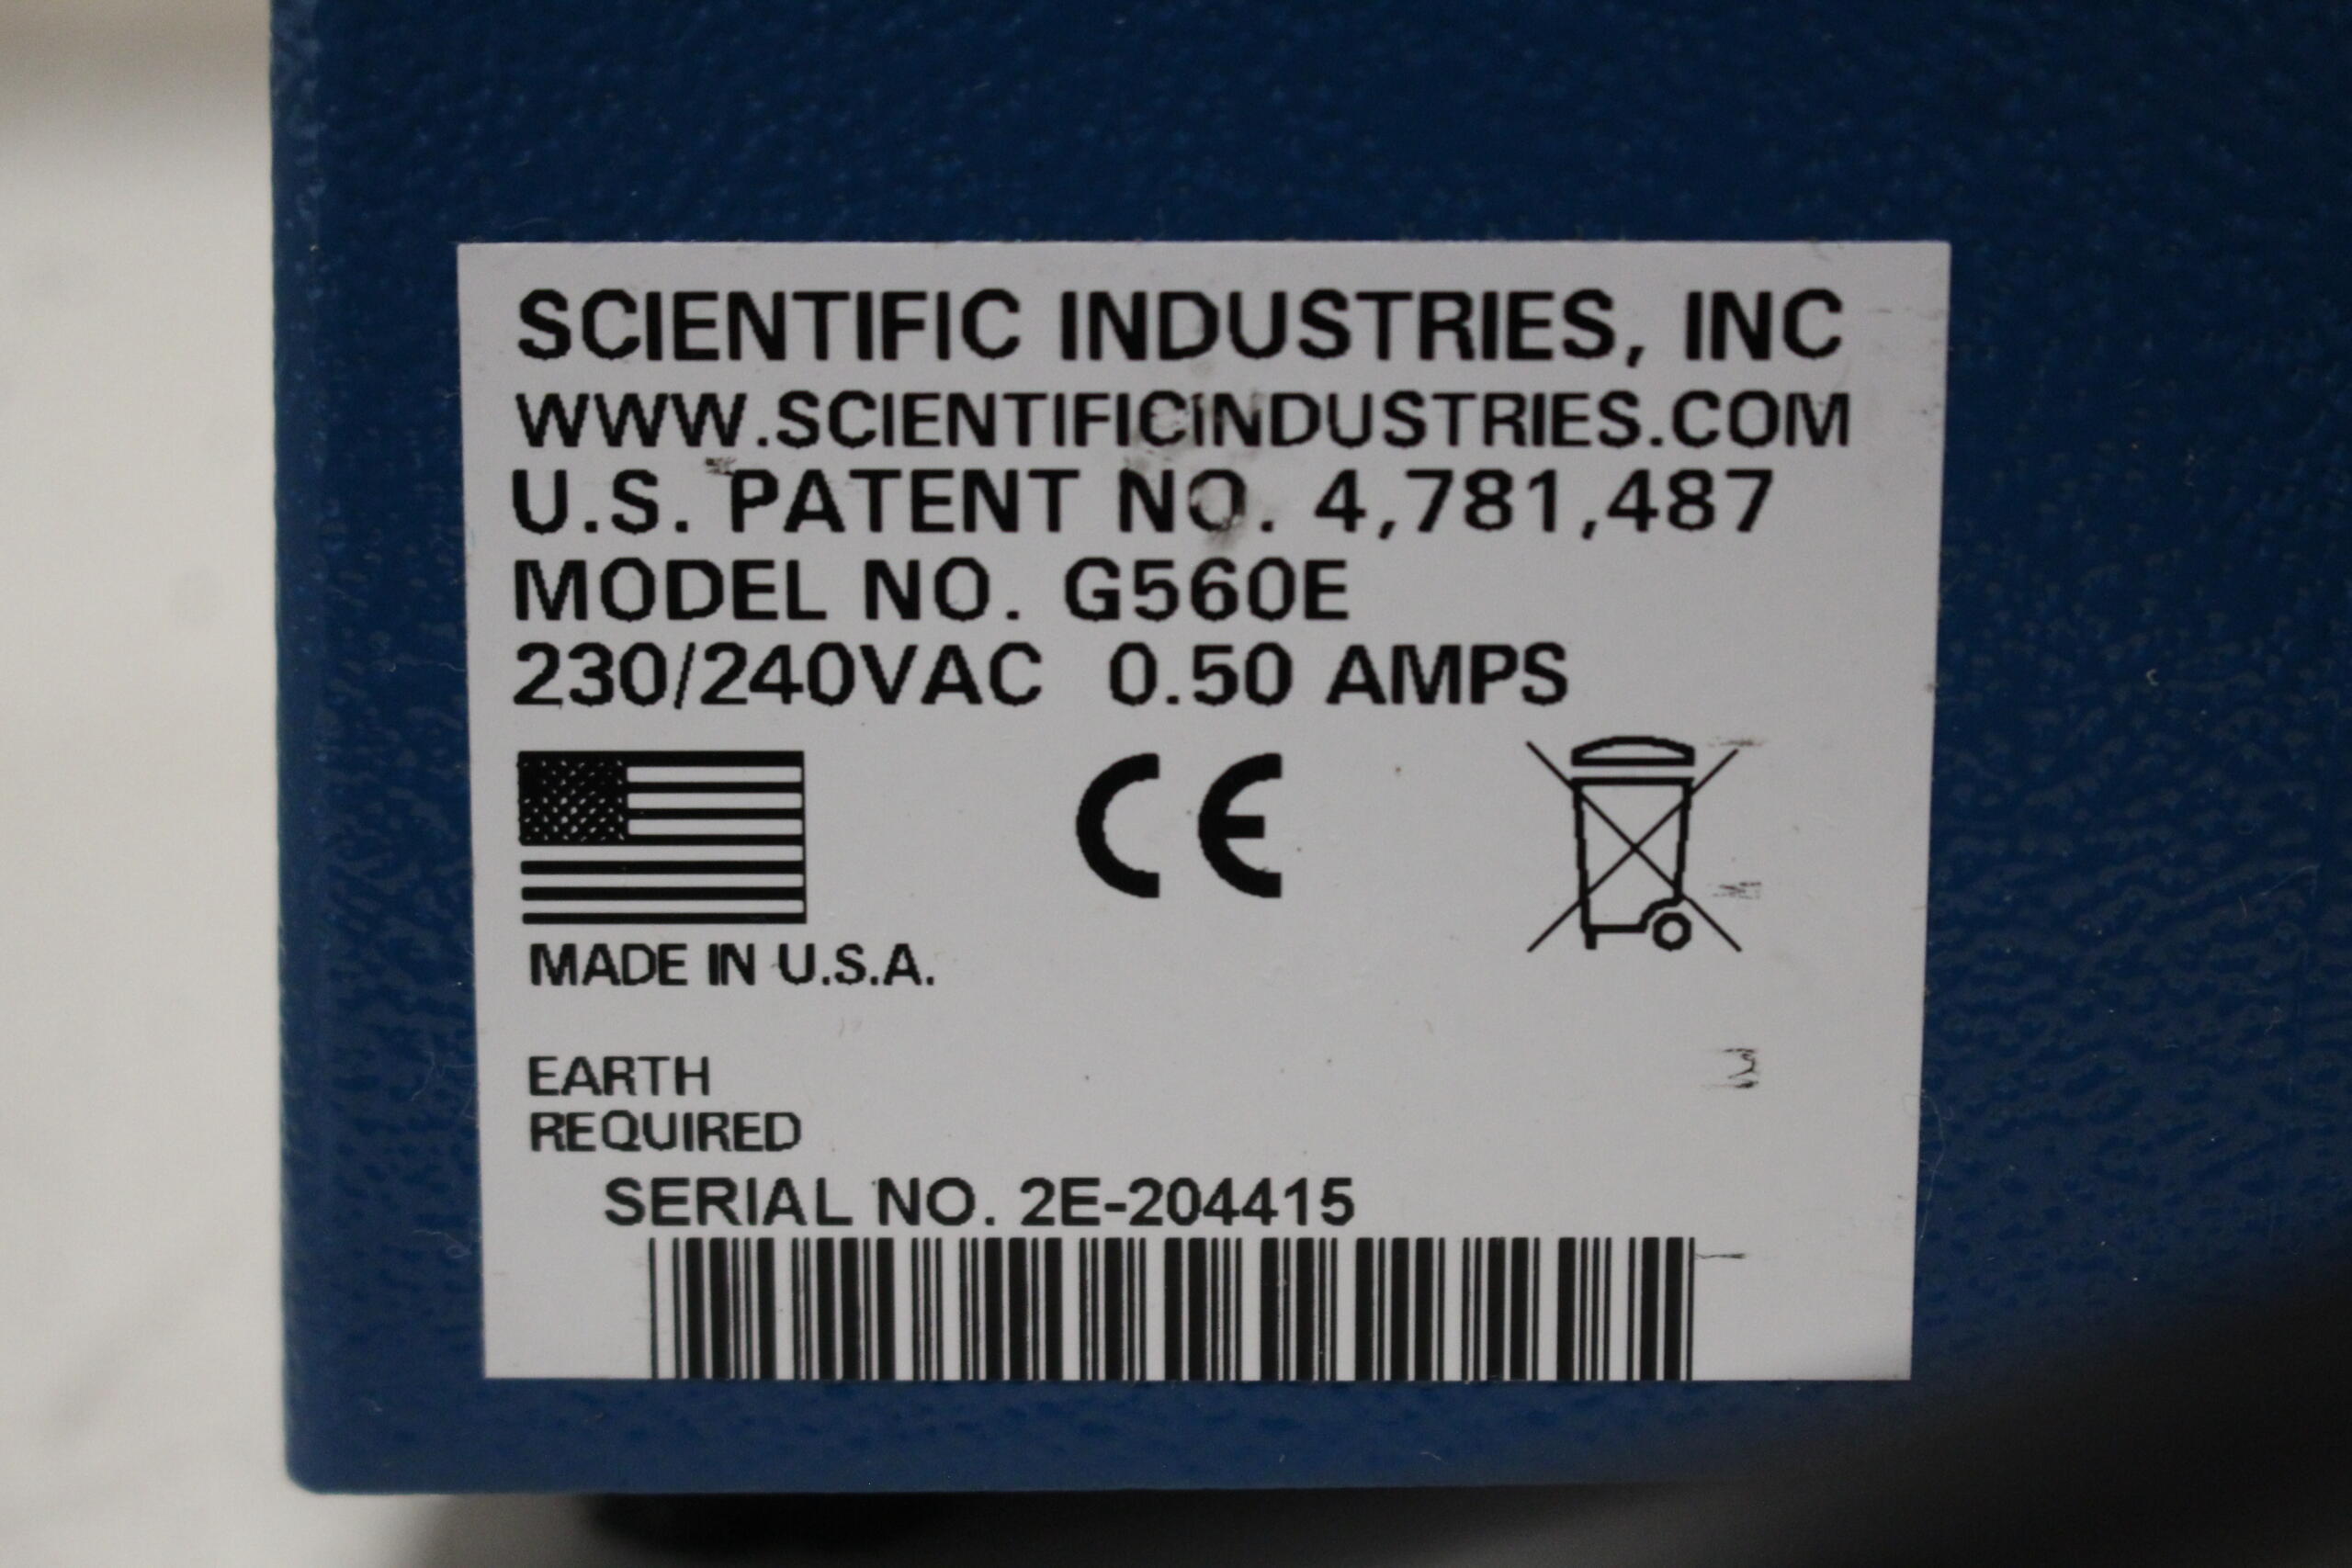 SCIENTIFIC INDUSTRIES, INC
WWW.SCIENTIFICINDUSTRIES.COM
U.S. PATENT NO. 4,781,487
MODEL NO. G560E
230/240VAC 0.50 AMPS
CE
MADE IN U.S.A.
EARTH
REQUIRED
SERIAL NO. 2E-204415